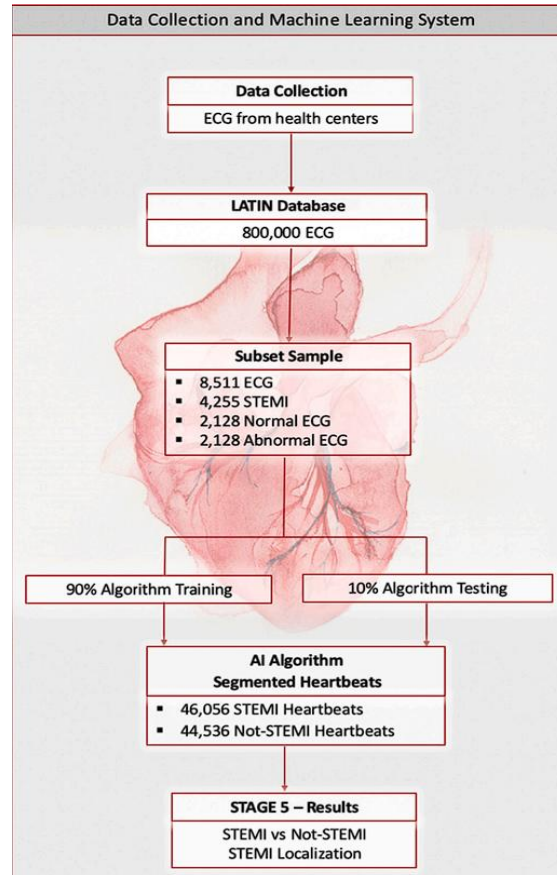 Data Collection and Machine Learning System
Data Collection
ECG from health centers
LATIN Database
800,000 ECG
Subset Sample
▪ 8,511 ECG
▪ 4,255 STEMI
▪ 2,128 Normal ECG
▪ 2,128 Abnormal ECG
90% Algorithm Training
10% Algorithm Testing
AI Algorithm
Segmented Heartbeats
▪ 46,056 STEMI Heartbeats
▪ 44,536 Not-STEMI Heartbeats
STAGE 5 – Results
STEMI vs Not-STEMI
STEMI Localization